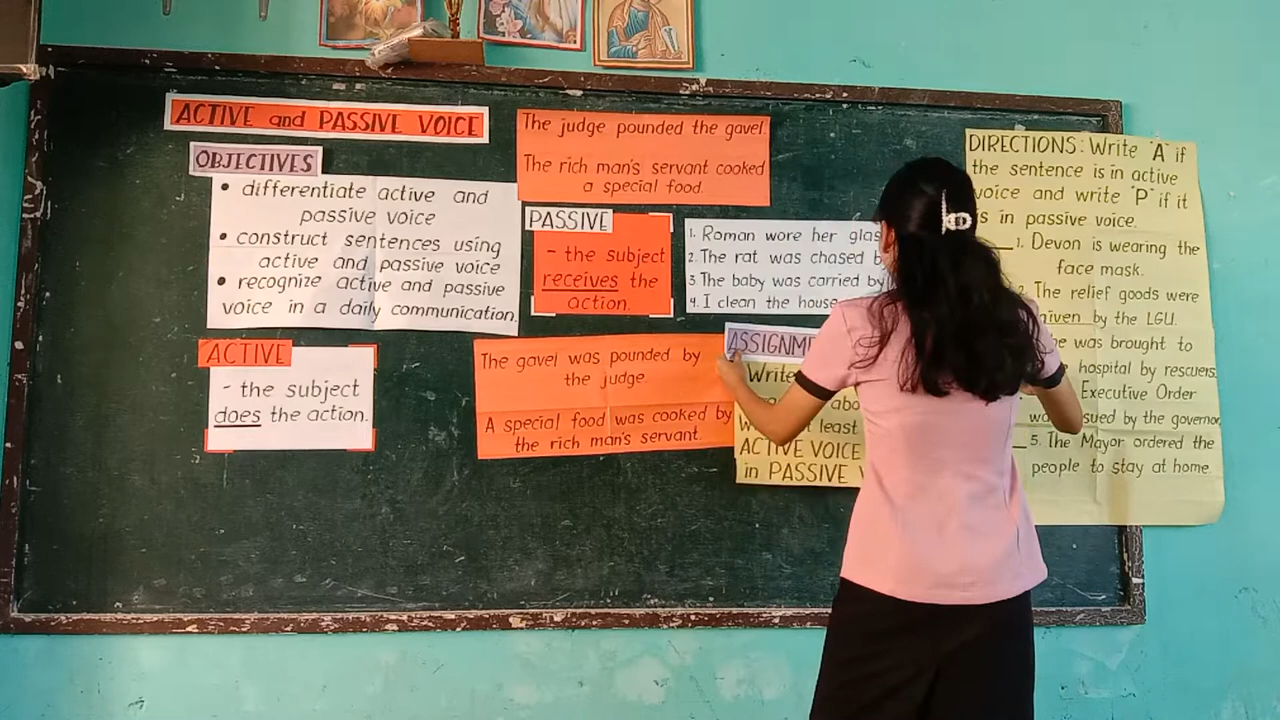 ACTIVE and PASSIVE VOICE
OBJECTIVES
• differentiate active and
passive voice
• construct sentences using
active and passive voice
• recognize active and passive
voice in a daily communication.
ACTIVE
- the subject
does the action.
The judge pounded the gavel.
The rich man's servant cooked
a special food.
PASSIVE
- the subject
receives the
action.
The gavel was pounded by
the judge.
A special food was cooked by
the rich man's servant.
1. Roman wore her
2. The rat was chased
3. The baby was carried by
4. I clean the house
Write
least
ACTIVE VOICE
in PASSIVE
DIRECTIONS: Write "A" if
the sentence is in active
voice and write "P" if it
is in passive voice.
1. Devon is wearing the
face mask.
2. The relief goods were
given by the LGU.
was brought to
hospital by rescuers.
Executive Order
by the governor
5. The Mayor ordered the
people to stay at home.